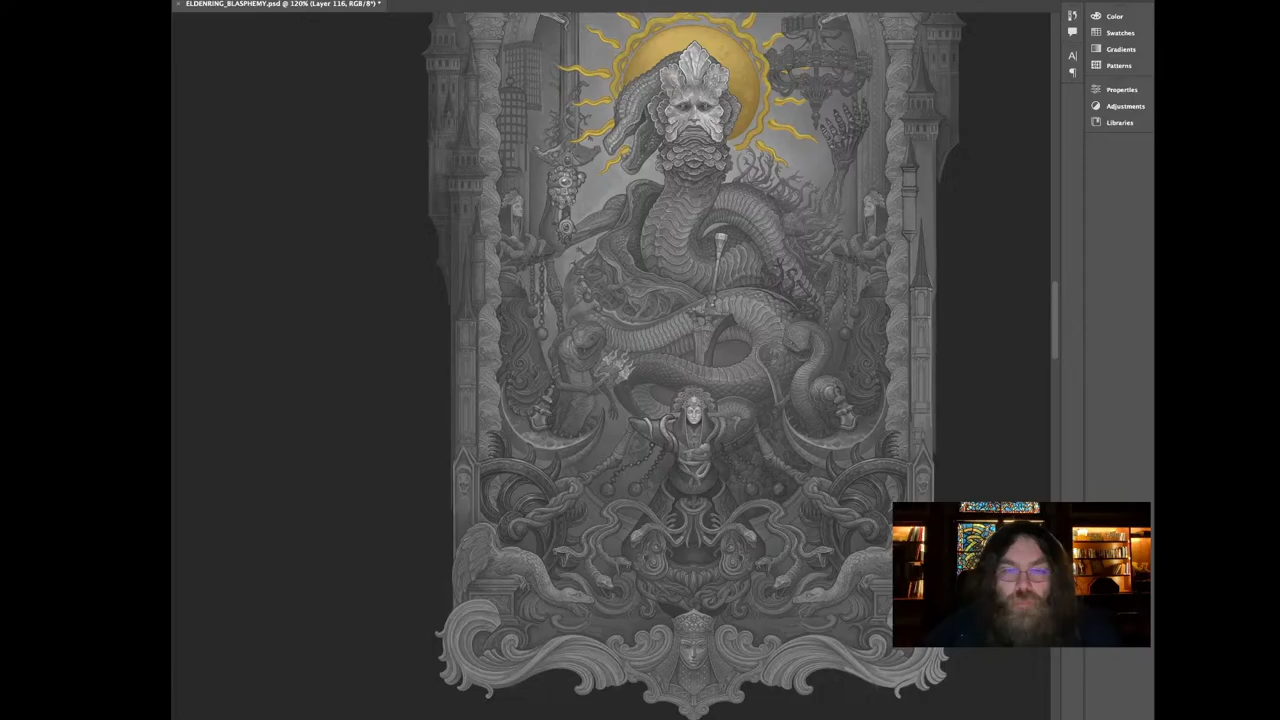 × ELDENRING_BLASPHEMY.psd @ 120% (Layer 116, RGB/8*) *
Color
Swatches
Gradients
A| Patterns
¶
Properties
Adjustments
Libraries